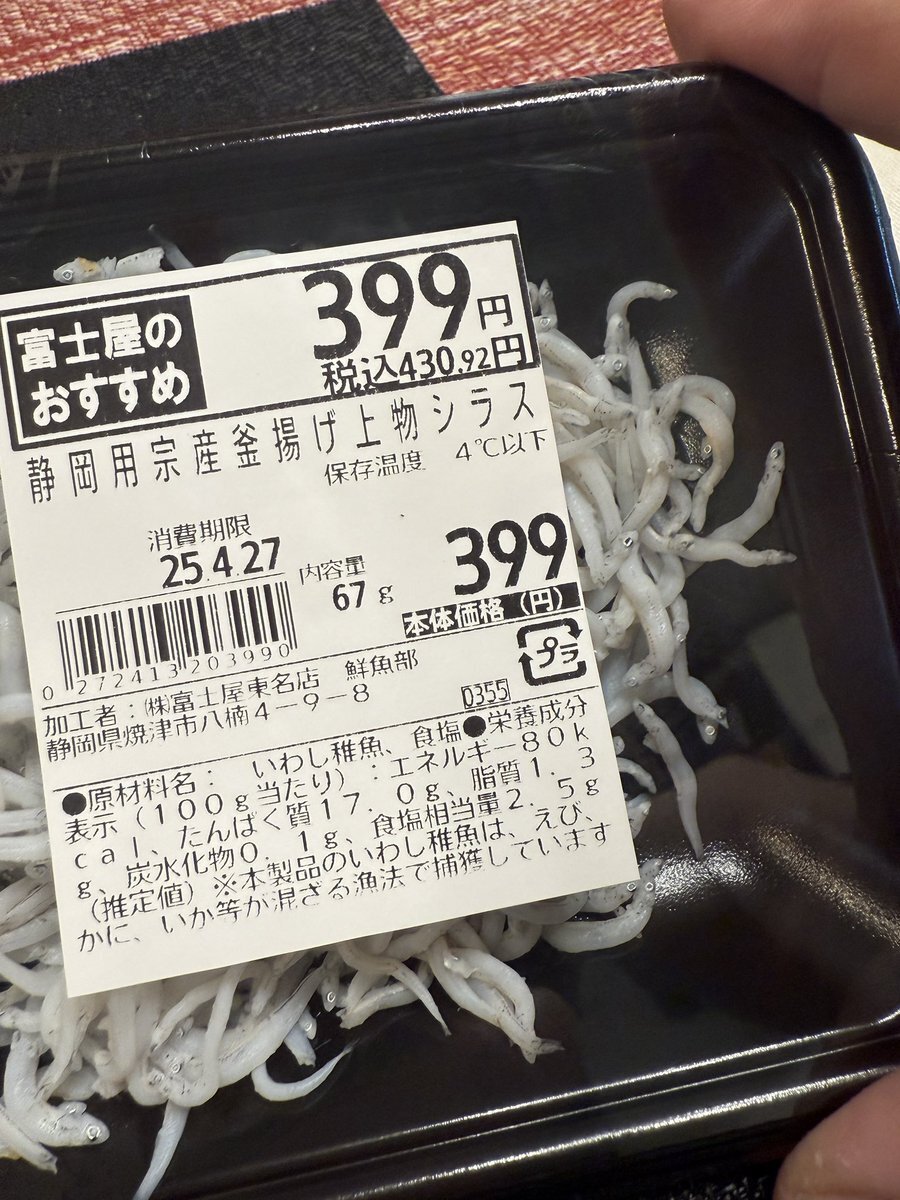 富士屋の
おすすめ
399円
税込430.92円
静岡用宗産釜揚げ上物シラス
保存温度 4℃以下
消費期限
25.4.27
内容量
67g
399
本体価格(円)
0 272413 203990
プラ
加工者:㈱富士屋東名店 鮮魚部
静岡県焼津市八楠4-9-8
D355
●原材料名: いわし稚魚、食塩●栄養成分
表示(100g当たり):エネルギー80k
cal、たんぱく質17.0g、脂質1.3
g、炭水化物0.1g、食塩相当量2.5g
(推定値)※本製品のいわし稚魚は、えび、
かに、いか等が混ざる漁法で捕獲しています